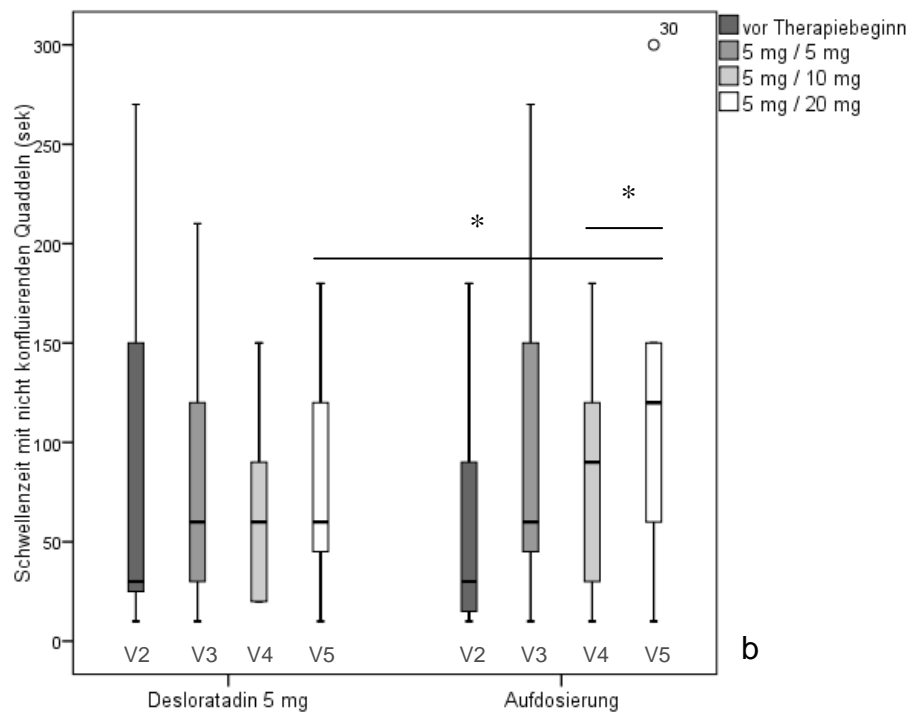 Schwellenzeit mit nicht konfluierenden Quaddeln (sek)
300
250
200
150
100
50
0
30
*
*
vor Therapiebeginn
5 mg / 5 mg
5 mg / 10 mg
5 mg / 20 mg
V2 V3 V4 V5 V2 V3 V4 V5
b
Desloratadin 5 mg Aufdosierung